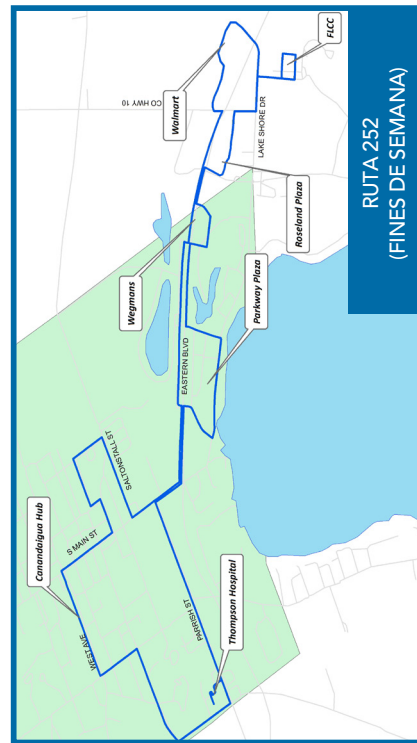 RUTA 252
(FINES DE SEMANA)
Canandaigua Hub
S MAIN ST
SALTONSTALL ST
WEST AVE
PARRISH ST
Thompson Hospital
Wegmans
EASTERN BLVD
Parkway Plaza
Walmart
CO HWY 10
LAKE SHORE DR
Roseland Plaza
FLCC